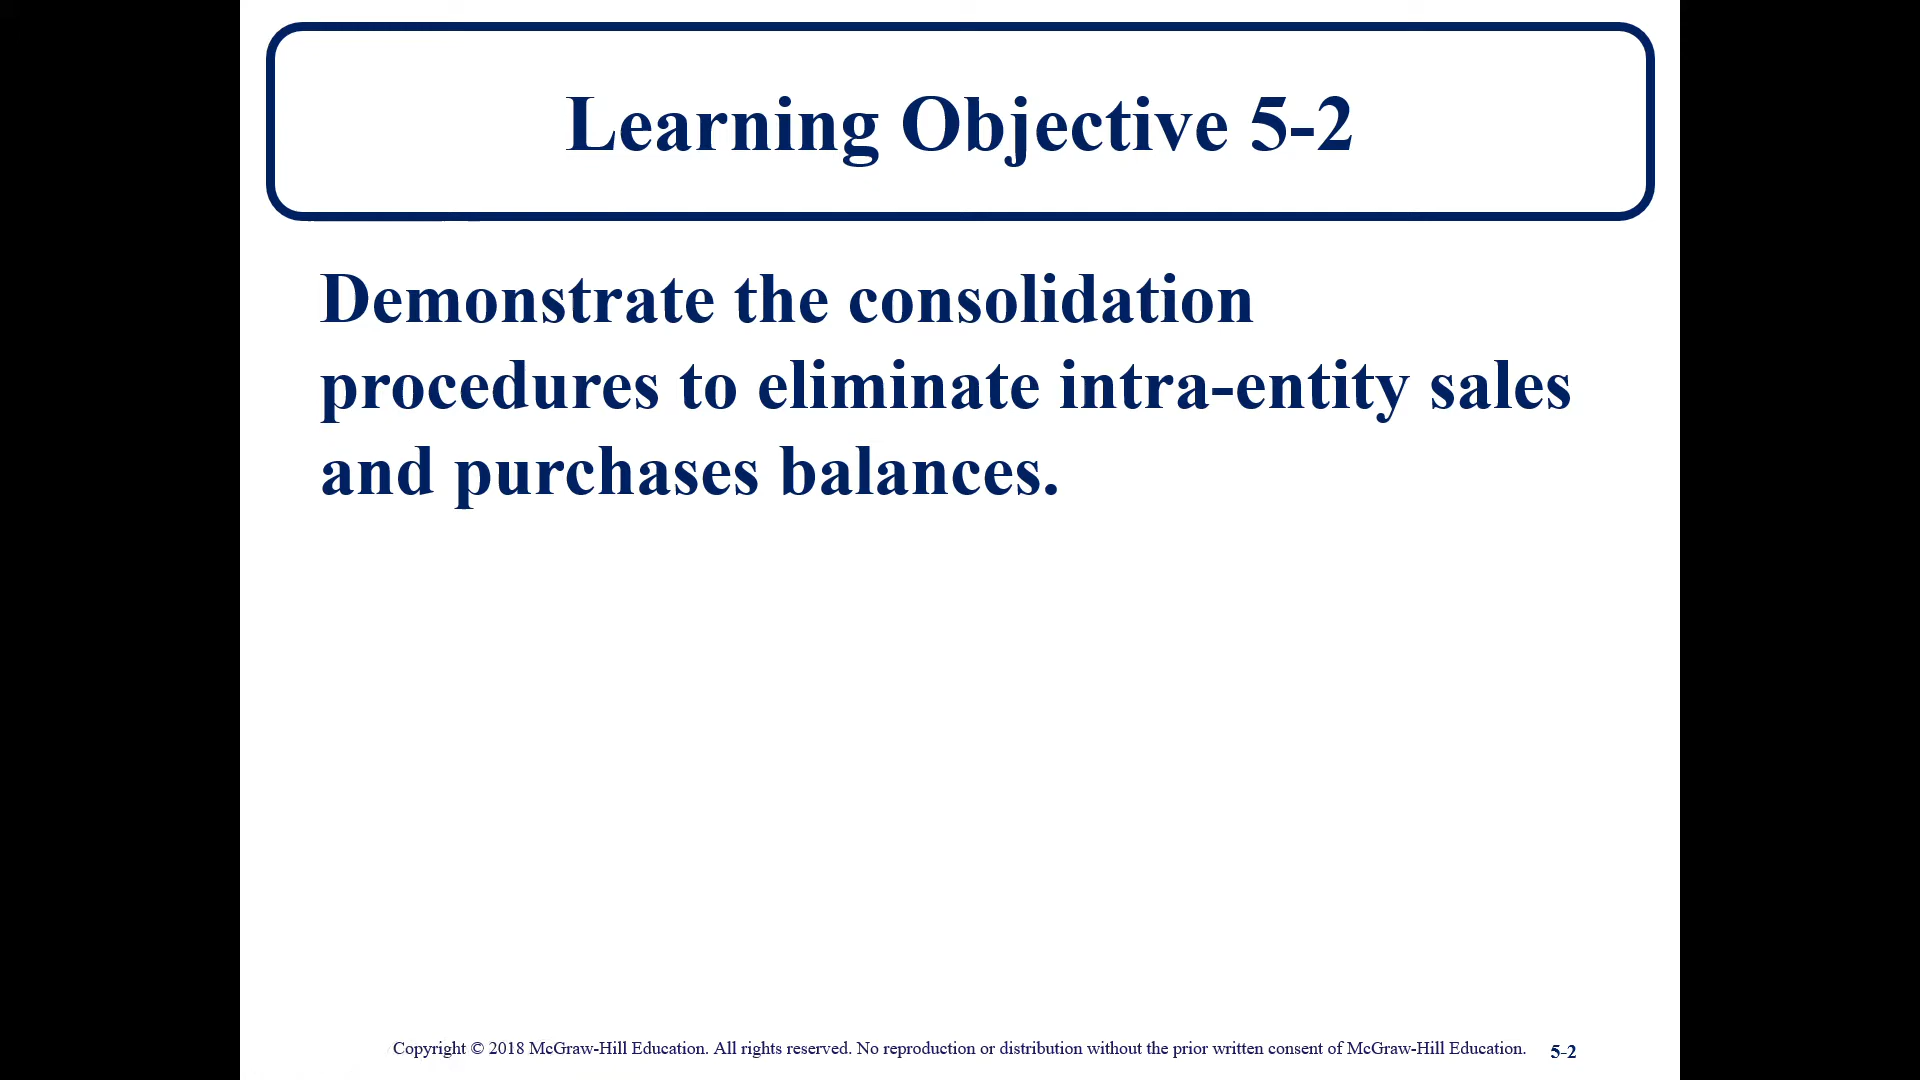 Learning Objective 5-2
Demonstrate the consolidation
procedures to eliminate intra-entity sales
and purchases balances.
Copyright © 2018 McGraw-Hill Education. All rights reserved. No reproduction or distribution without the prior written consent of McGraw-Hill Education.
5-2